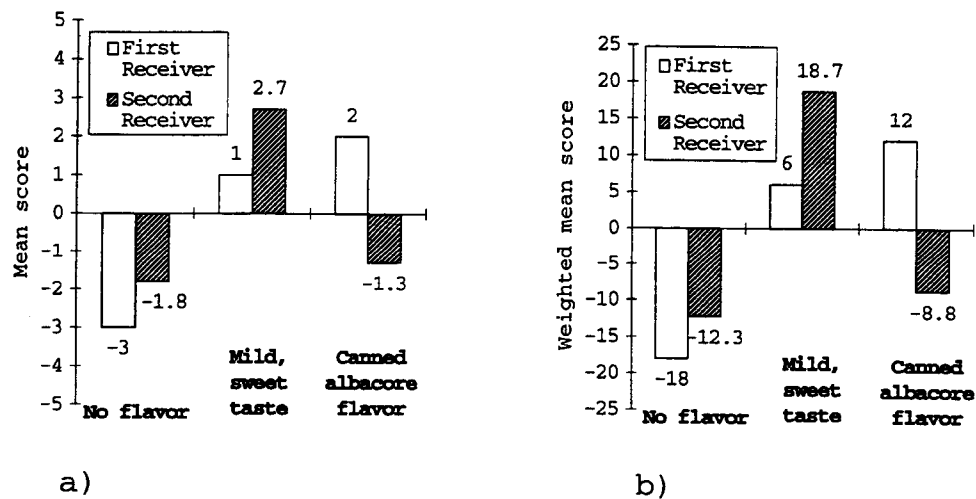 5
4
3
2
1
0
-1
-2
-3
-4
-5
Mean score
First
Receiver
Second
Receiver
-3
-1.8
1
2.7
2
-1.3
No flavor
Mild,
sweet
taste
Canned
albacore
flavor
a)
25
20
15
10
5
0
-5
-10
-15
-20
-25
Weighted mean score
First
Receiver
Second
Receiver
-18
-12.3
6
18.7
12
-8.8
No flavor
Mild,
sweet
taste
Canned
albacore
flavor
b)